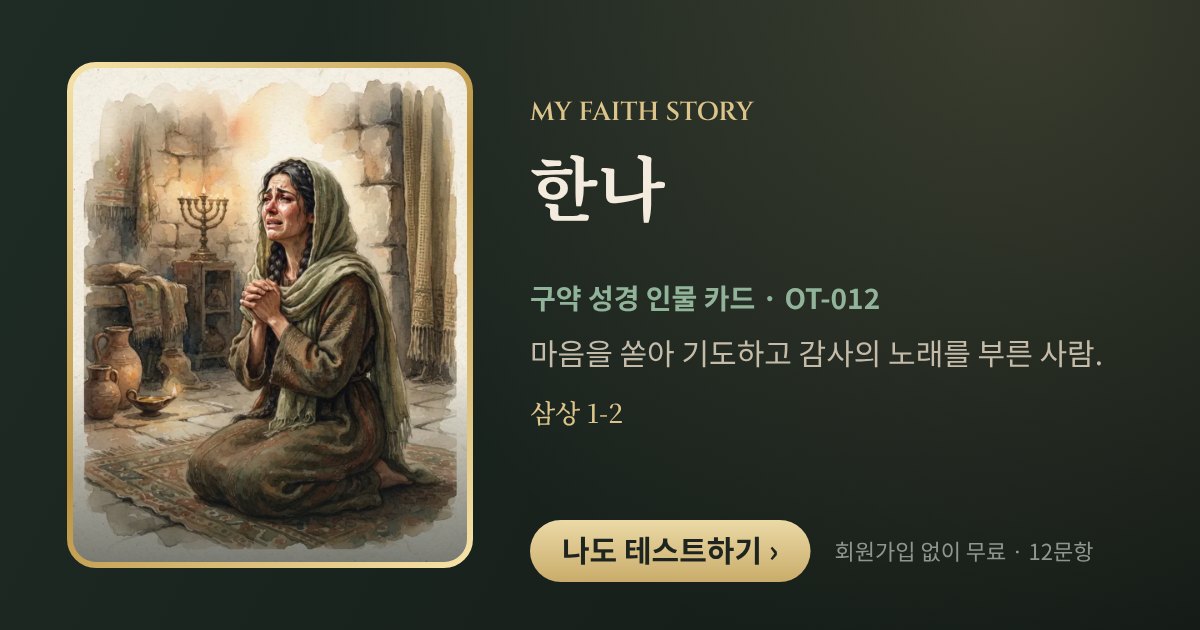 MY FAITH STORY
한나
구약 성경 인물 카드 · OT-012
마음을 쏟아 기도하고 감사의 노래를 부른 사람.
삼상 1-2
나도 테스트하기 ›
회원가입 없이 무료 · 12문항